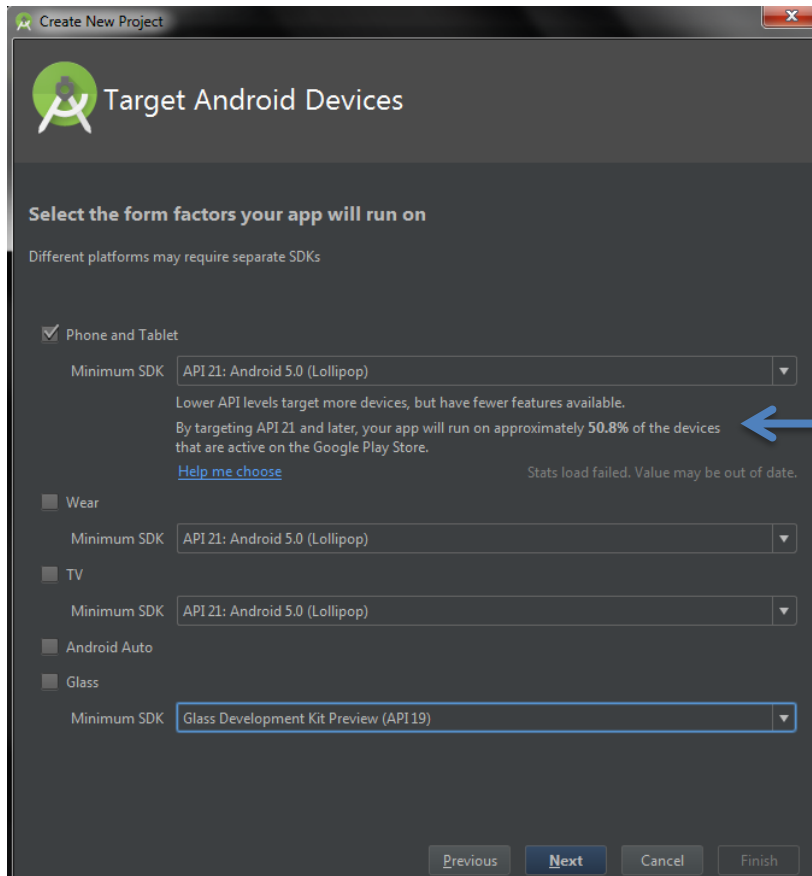 Create New Project
Target Android Devices
Select the form factors your app will run on
Different platforms may require separate SDKs
Phone and Tablet
Minimum SDK API 21: Android 5.0 (Lollipop)
Lower API levels target more devices, but have fewer features available.
By targeting API 21 and later, your app will run on approximately 50.8% of the devices
that are active on the Google Play Store.
Help me choose Stats load failed. Value may be out of date.
Wear
Minimum SDK API 21: Android 5.0 (Lollipop)
TV
Minimum SDK API 21: Android 5.0 (Lollipop)
Android Auto
Glass
Minimum SDK Glass Development Kit Preview (API 19)
Previous Next Cancel Finish